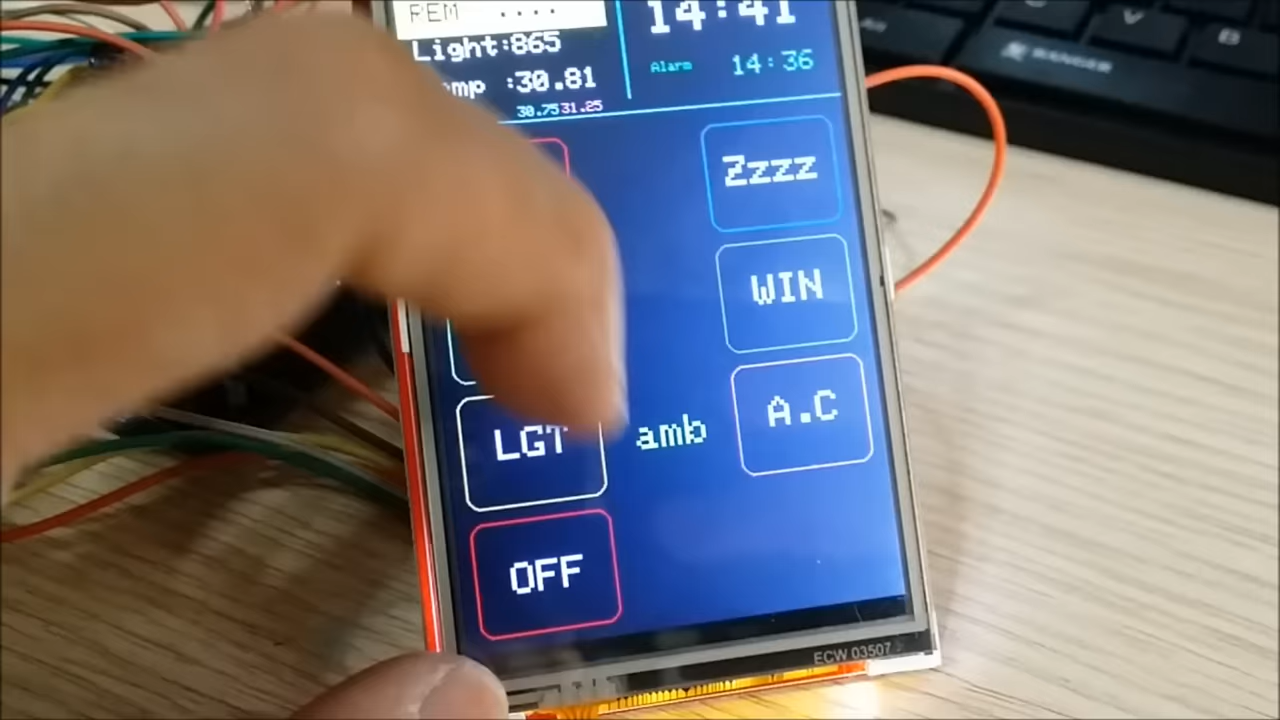 REM ....
14:41
Light:865
Alarm 14:36
mp :30.81
30.75 31.25
Zzzz
WIN
A.C
LGT amb
OFF
ECW 03507
V
B